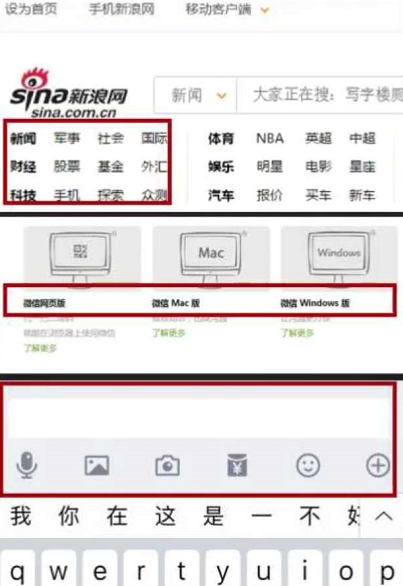 设为首页 手机新浪网 移动客户端
sina新浪网
sina.com.cn
新闻 大家正在搜：写字楼厕
新闻 军事 社会 国际 体育 NBA 英超 中超
财经 股票 基金 外汇 娱乐 明星 电影 星座
科技 手机 探索 众测 汽车 报价 买车 新车
Mac Windows
微信网页版 微信 Mac 版 微信 Windows 版
了解更多 了解更多
了解更多
¥
我 你 在 这 是 一 不 好
q w e r t y u i o p